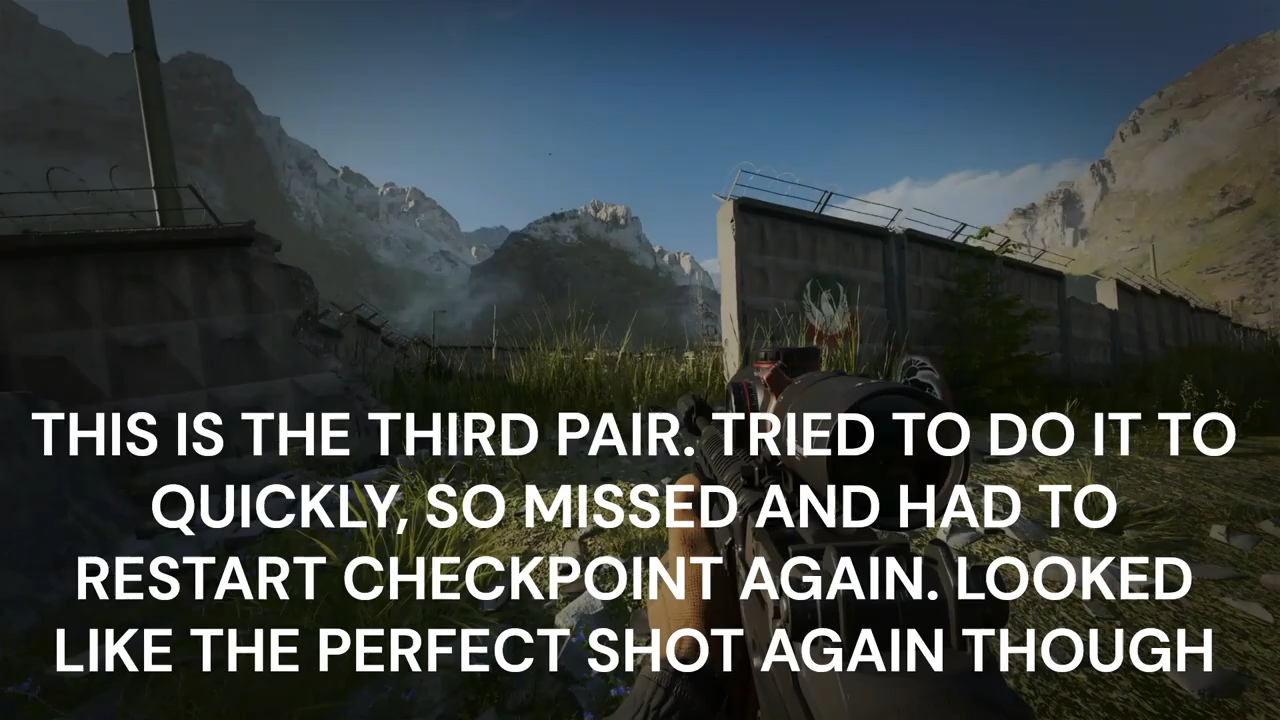 THIS IS THE THIRD PAIR. TRIED TO DO IT TO
QUICKLY, SO MISSED AND HAD TO
RESTART CHECKPOINT AGAIN. LOOKED
LIKE THE PERFECT SHOT AGAIN THOUGH